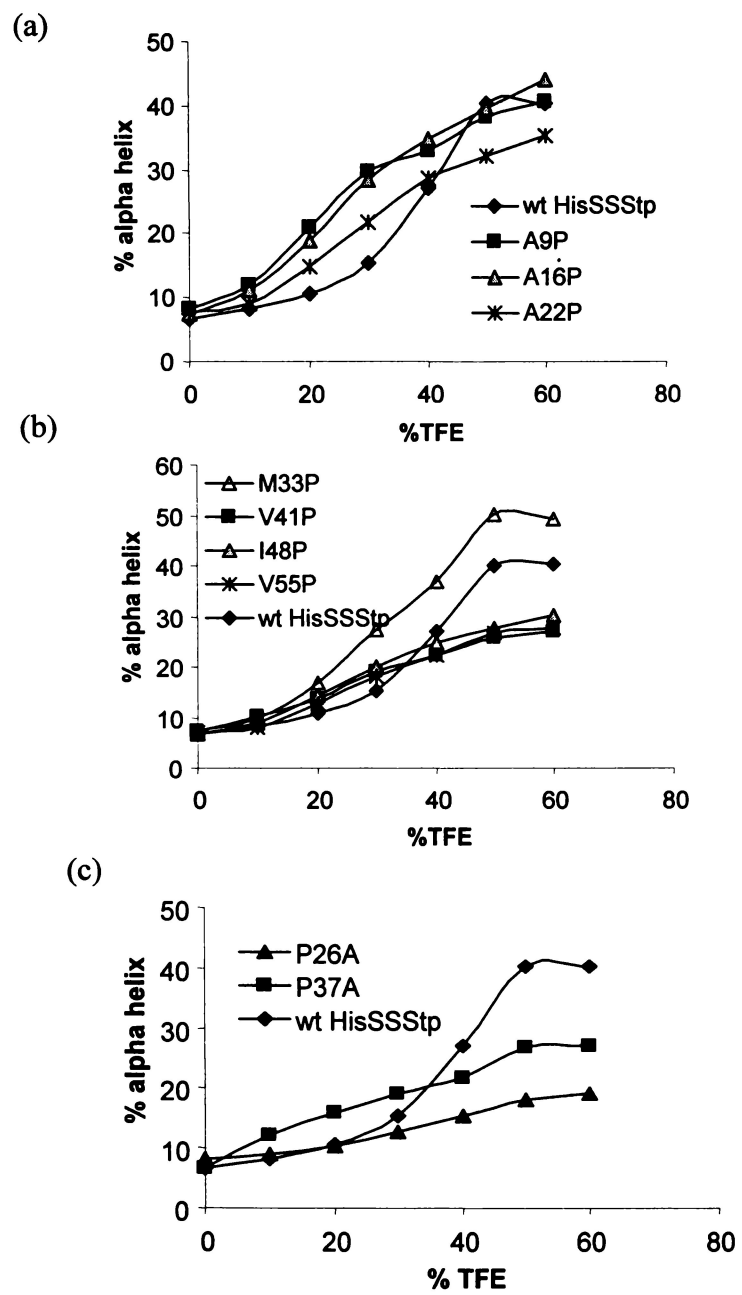 (a)
50
40
30
20
10
0
% alpha helix
wt HisSSStp
A9P
A16P
A22P
0 20 40 60 80
%TFE
(b)
60
50
40
30
20
10
0
% alpha helix
M33P
V41P
I48P
V55P
wt HisSSStp
0 20 40 60 80
%TFE
(c)
50
40
30
20
10
0
% alpha helix
P26A
P37A
wt HisSSStp
0 20 40 60 80
% TFE